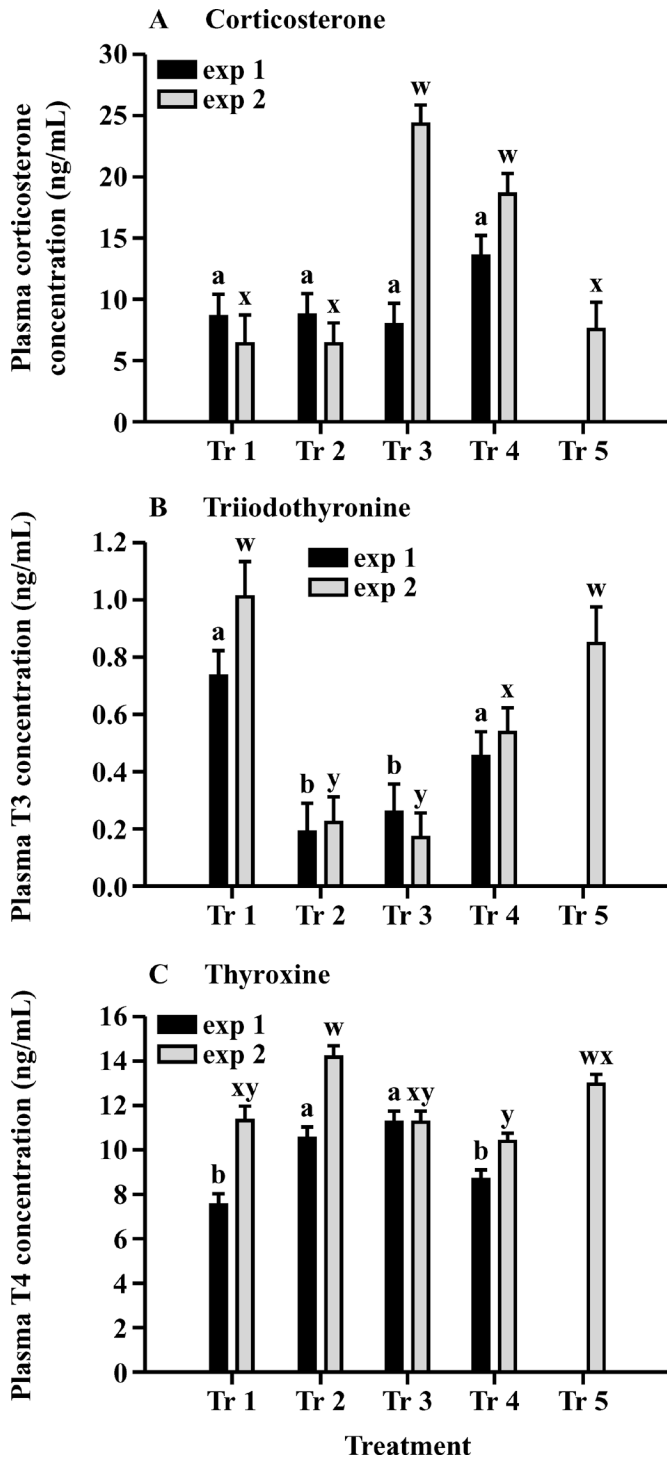 A Corticosterone
30
25
20
15
10
5
0
Plasma corticosterone
concentration (ng/mL)
exp 1
exp 2
a x a x a w a w x
Tr 1 Tr 2 Tr 3 Tr 4 Tr 5
B Triiodothyronine
1.2
1.0
0.8
0.6
0.4
0.2
0.0
Plasma T3 concentration (ng/mL)
exp 1
exp 2
a w b y b y a x w
Tr 1 Tr 2 Tr 3 Tr 4 Tr 5
C Thyroxine
16
14
12
10
8
6
4
2
0
Plasma T4 concentration (ng/mL)
exp 1
exp 2
b xy a w a xy b y wx
Tr 1 Tr 2 Tr 3 Tr 4 Tr 5
Treatment